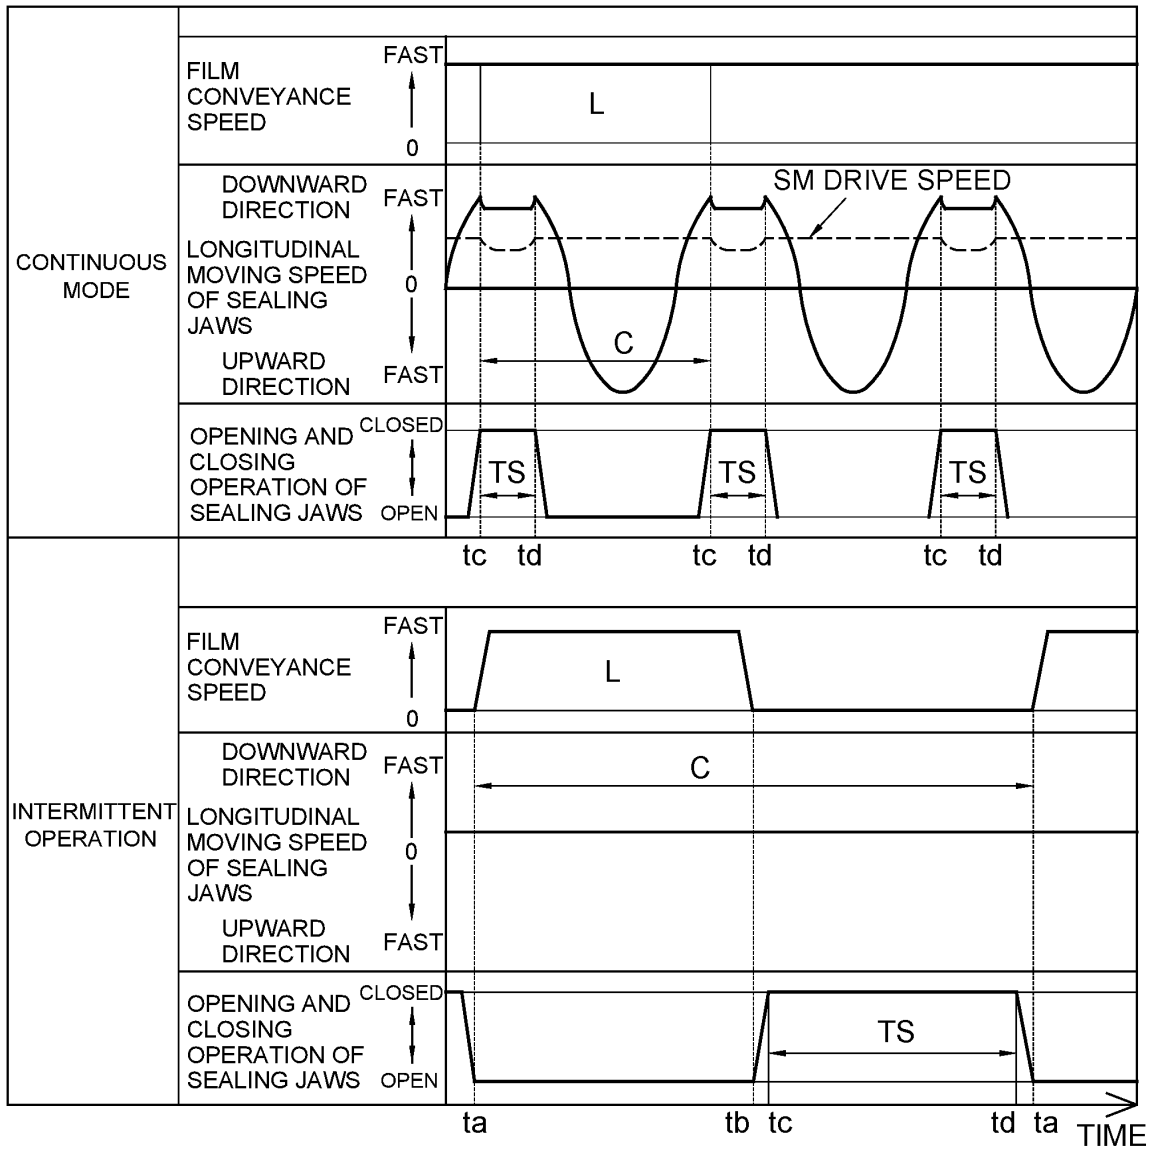 CONTINUOUS
MODE
FILM
CONVEYANCE
SPEED
FAST
0
L
DOWNWARD
DIRECTION
LONGITUDINAL
MOVING SPEED
OF SEALING
JAWS
UPWARD
DIRECTION
FAST
0
FAST
SM DRIVE SPEED
C
OPENING AND
CLOSING
OPERATION OF
SEALING JAWS
CLOSED
OPEN
TS TS TS
tc td tc td tc td
INTERMITTENT
OPERATION
FILM
CONVEYANCE
SPEED
FAST
0
L
DOWNWARD
DIRECTION
LONGITUDINAL
MOVING SPEED
OF SEALING
JAWS
UPWARD
DIRECTION
FAST
0
FAST
C
OPENING AND
CLOSING
OPERATION OF
SEALING JAWS
CLOSED
OPEN
TS
ta tb tc td ta
TIME